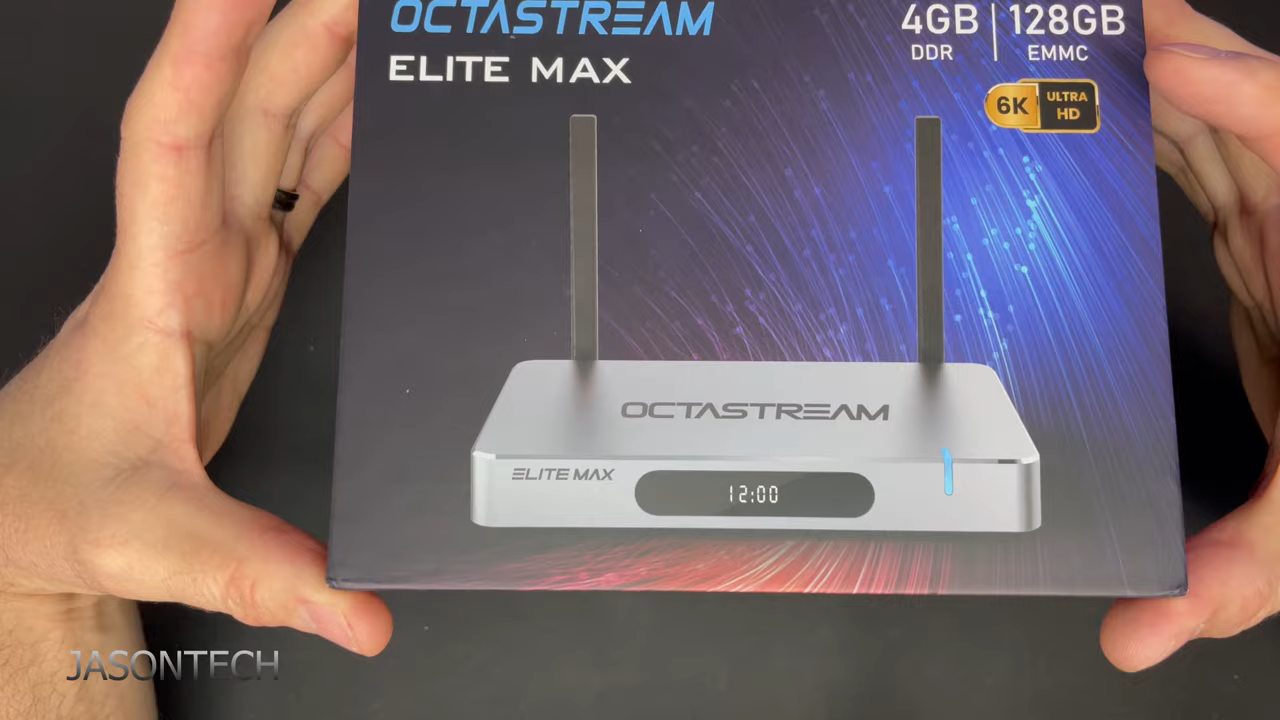 OCTASTREAM
ELITE MAX
4GB | 128GB
DDR EMMC
6K ULTRA HD
OCTASTREAM
ELITE MAX
12:00
JASONTECH